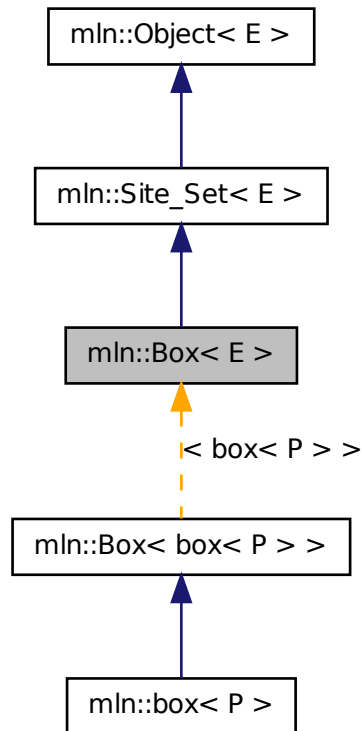 mln::Object< E >
mln::Site_Set< E >
mln::Box< E >
< box< P > >
mln::Box< box< P > >
mln::box< P >